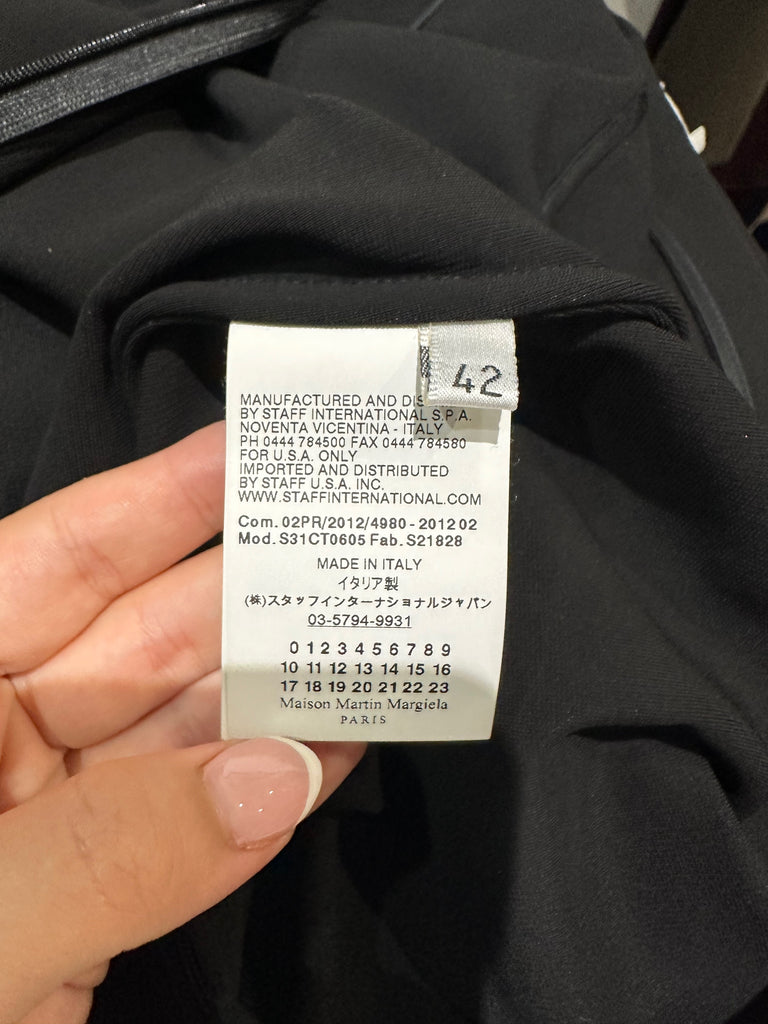 42
MANUFACTURED AND
BY STAFF INTERNATIONAL S.P.A.
NOVENTA VICENTINA - ITALY
PH 0444 784500 FAX 0444 784580
FOR U.S.A. ONLY
IMPORTED AND DISTRIBUTED
BY STAFF U.S.A. INC.
WWW.STAFFINTERNATIONAL.COM
Com. 02PR/2012/4980 - 2012 02
Mod. S31CT0605 Fab. S21828
MADE IN ITALY
イタリア製
(株)スタッフインターナショナルジャパン
03-5794-9931
0 1 2 3 4 5 6 7 8 9
10 11 12 13 14 15 16
17 18 19 20 21 22 23
Maison Martin Margiela
PARIS